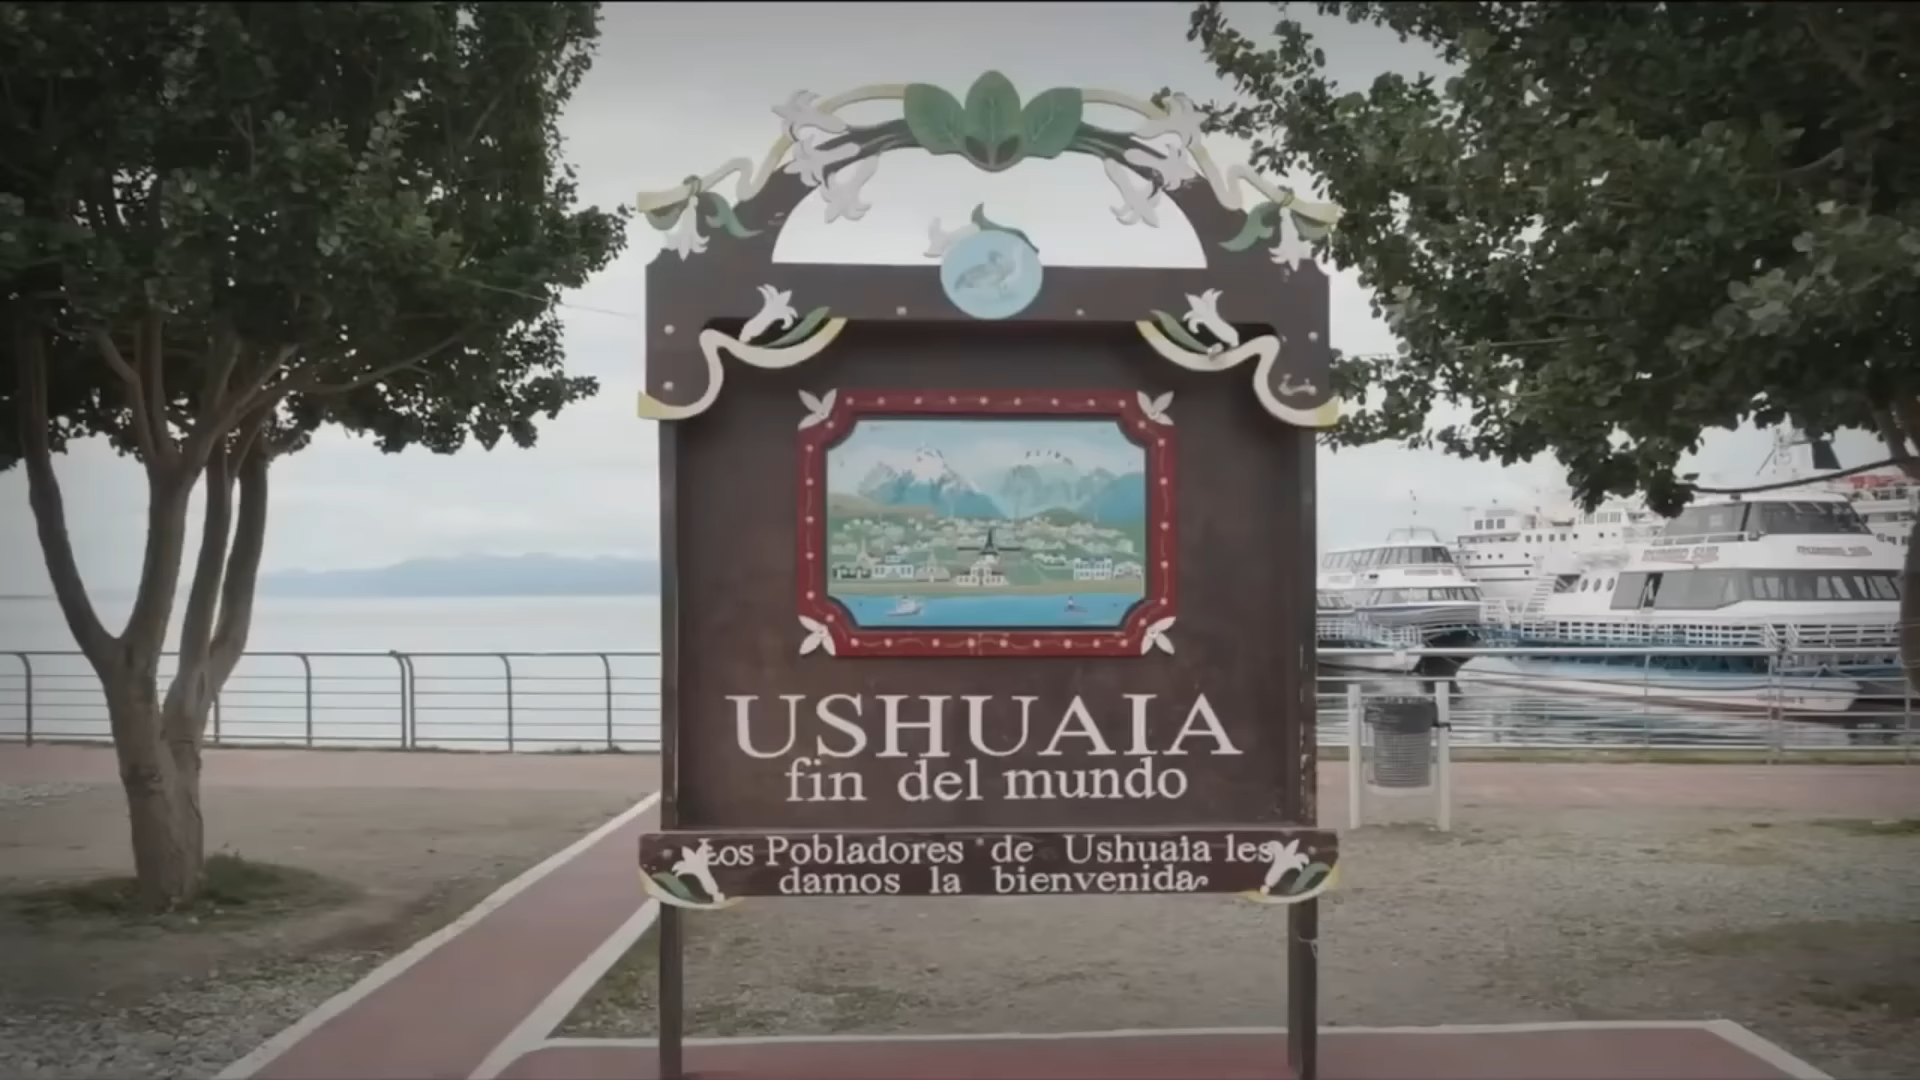 USHUAIA
fin del mundo
Los Pobladores de Ushuaia les
damos la bienvenida